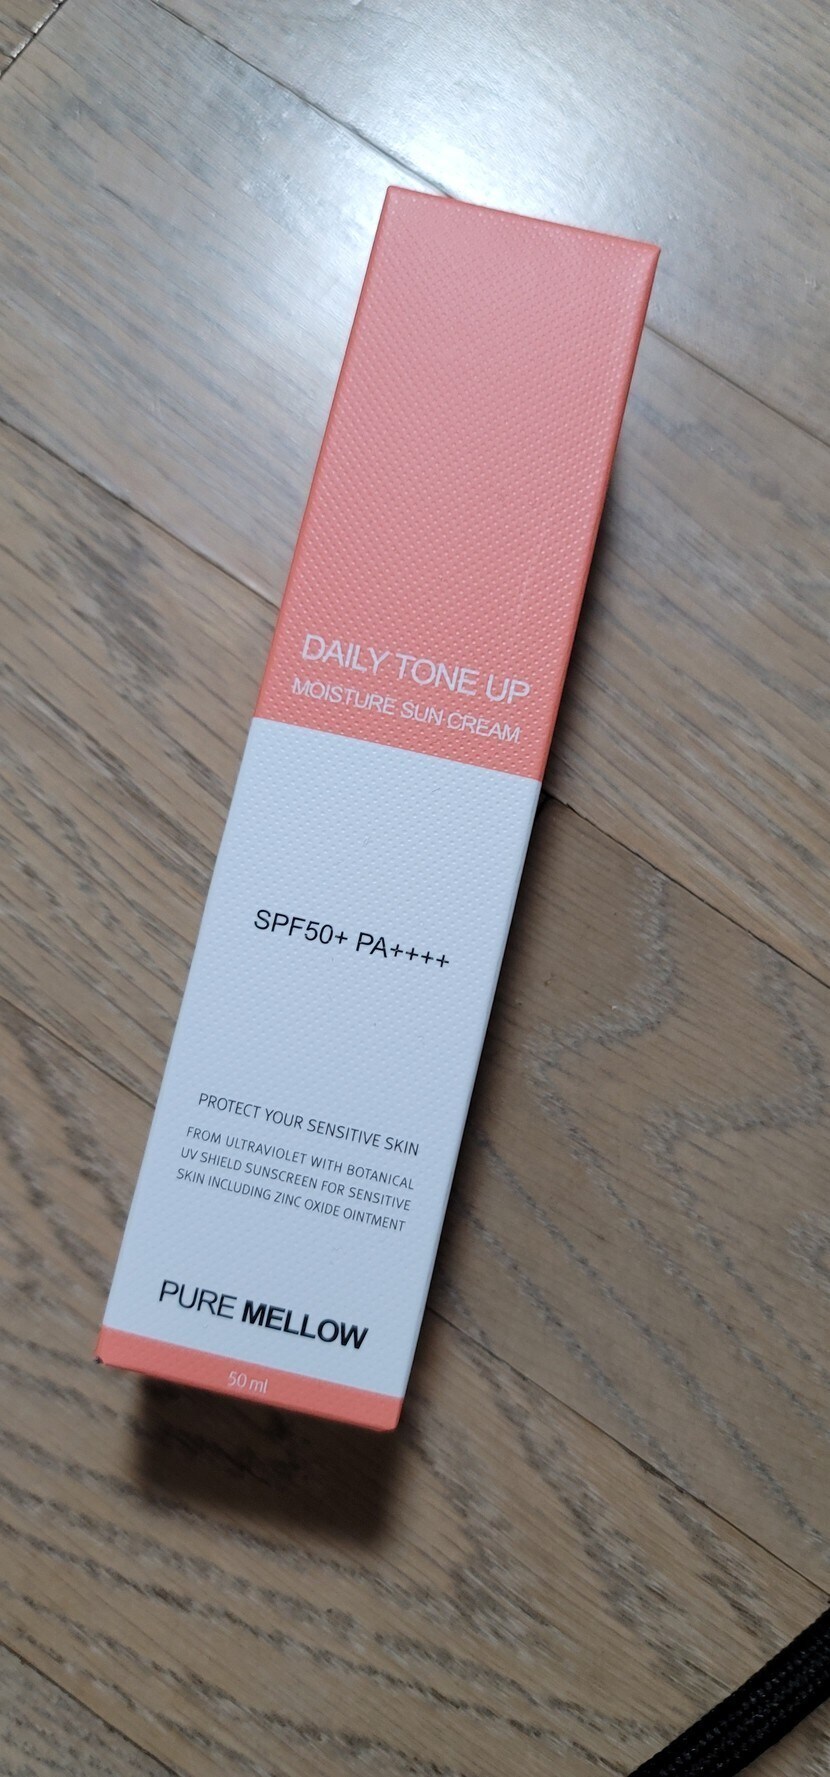 DAILY TONE UP
MOISTURE SUN CREAM
SPF50+ PA++++
PROTECT YOUR SENSITIVE SKIN
FROM ULTRAVIOLET WITH BOTANICAL
UV SHIELD SUNSCREEN FOR SENSITIVE
SKIN INCLUDING ZINC OXIDE OINTMENT
PURE MELLOW
50 ml